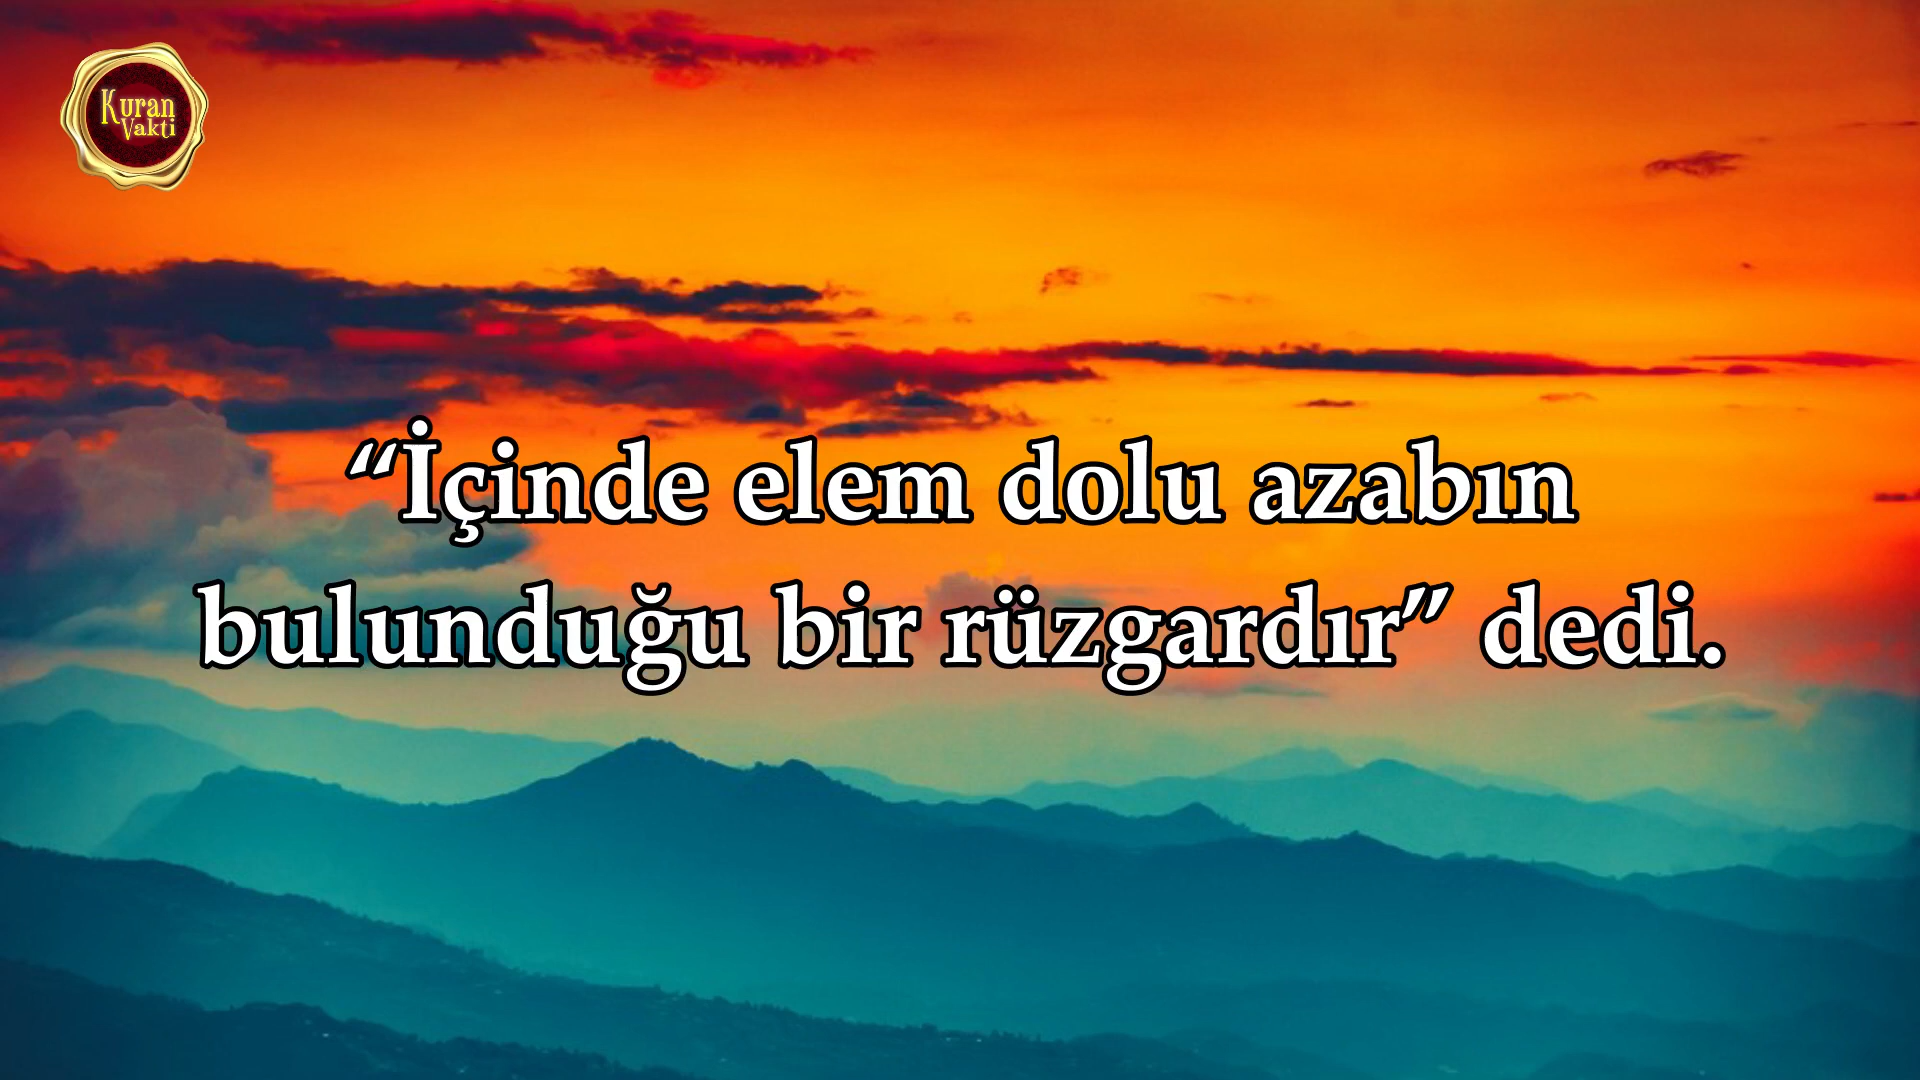 Kuran
Vakti
“İçinde elem dolu azabın
bulunduğu bir rüzgardır” dedi.